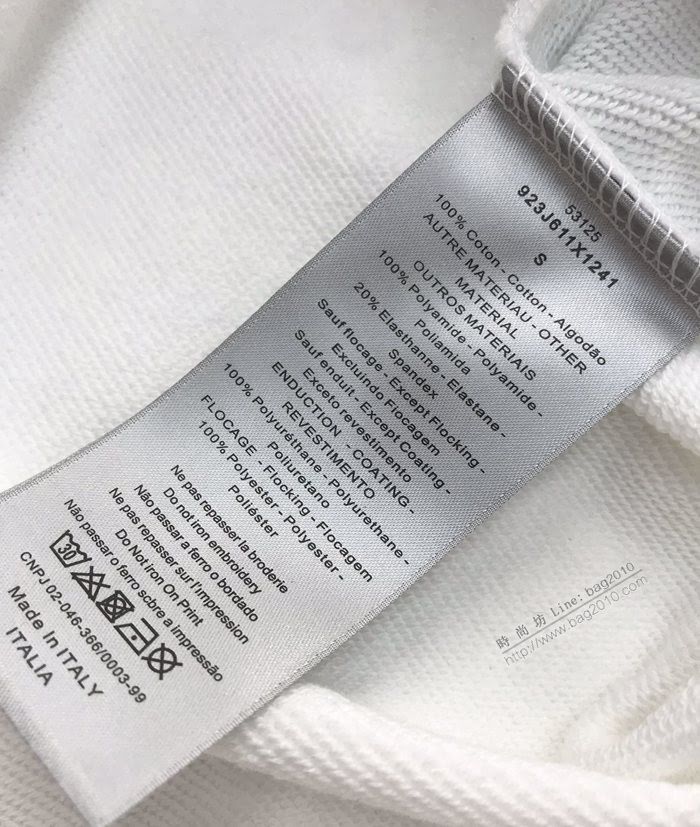 53125
923J611X1241
S
100% Coton - Cotton - Algodão
AUTRE MATERIAU - OTHER
MATERIAL
OUTROS MATERIAIS
100% Polyamide - Polyamide -
Poliamida
20% Elasthanne - Elastane -
Spandex
Sauf flocage - Except Flocking -
Excluindo Flocagem
Sauf enduit - Except Coating -
Exceto revestimento
ENDUCTION - COATING -
REVESTIMENTO
100% Polyuréthane - Polyurethane -
Poliuretano
FLOCAGE - Flocking - Flocagem
100% Polyester - Polyester -
Poliéster
Ne pas repasser la broderie
Do not iron embroidery
Não passar a ferro o bordado
Ne pas repasser sur l'impression
Do Not iron On Print
Não passar o ferro sobre a impressão
30
CNPJ 02-046-366/0003-99
Made In ITALY
ITALIA
時尚坊 Line: bag2010
http://www.bag2010.com